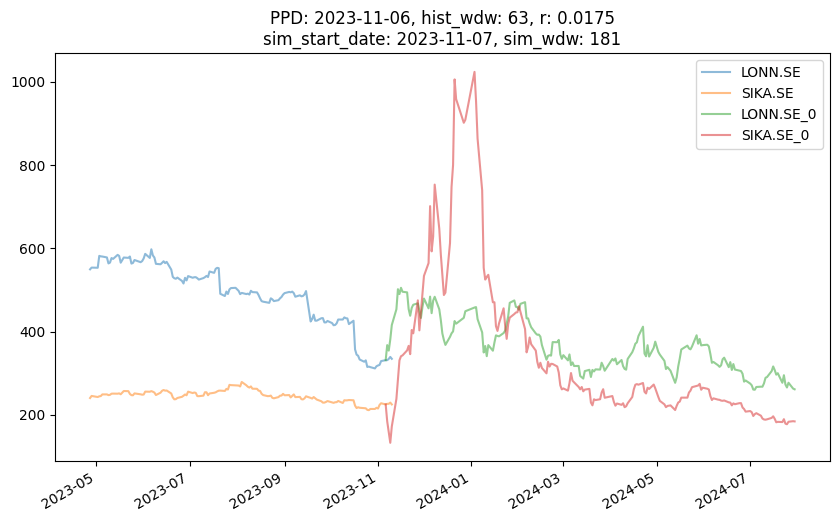 PPD: 2023-11-06, hist_wdw: 63, r: 0.0175
sim_start_date: 2023-11-07, sim_wdw: 181
LONN.SE
SIKA.SE
LONN.SE_0
SIKA.SE_0
1000
800
600
400
200
2023-05
2023-07
2023-09
2023-11
2024-01
2024-03
2024-05
2024-07